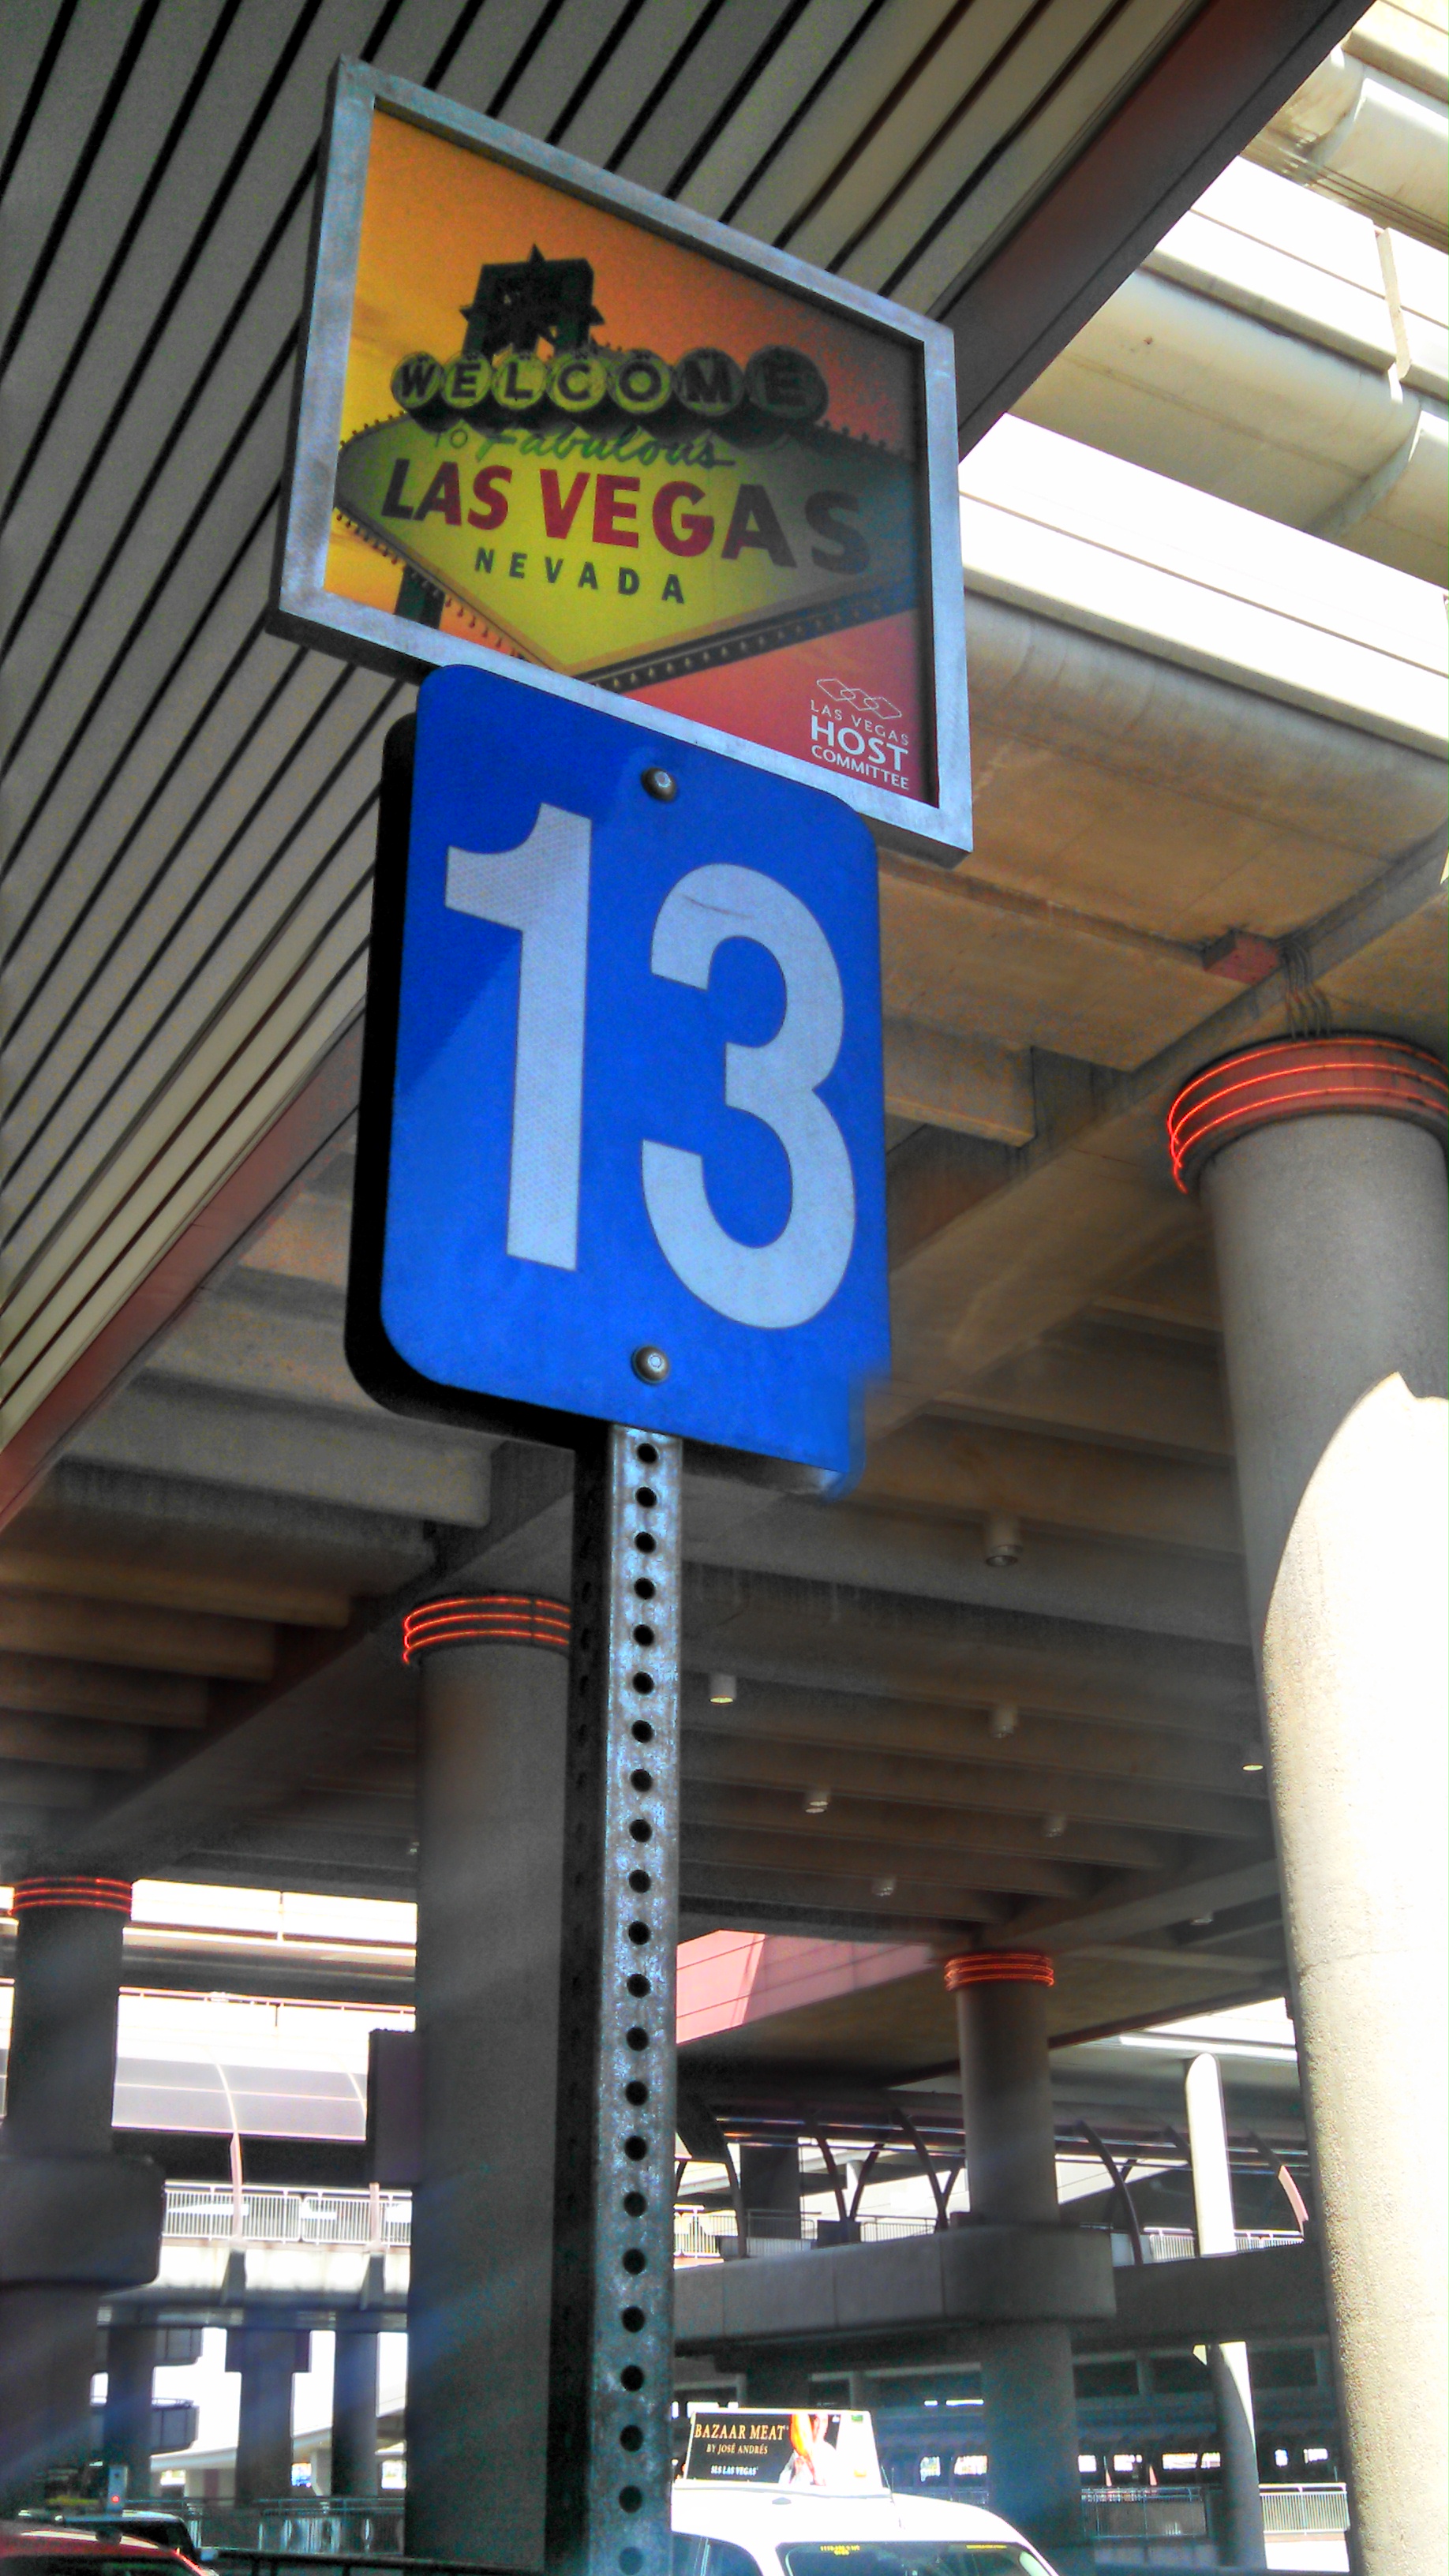 WELCOME
TO Fabulous
LAS VEGAS
NEVADA
LAS VEGAS
HOST
COMMITTEE
13
BAZAAR MEAT
BY JOSÉ ANDRÉS
SLS LAS VEGAS